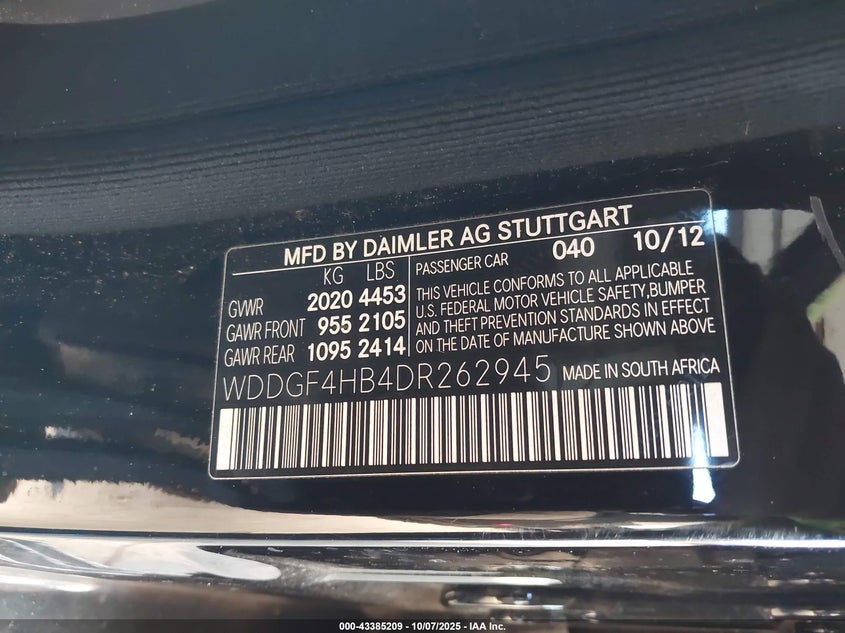 MFD BY DAIMLER AG STUTTGART
KG LBS
GVWR 2020 4453
GAWR FRONT 955 2105
GAWR REAR 1095 2414
PASSENGER CAR 040 10/12
THIS VEHICLE CONFORMS TO ALL APPLICABLE
U.S. FEDERAL MOTOR VEHICLE SAFETY,BUMPER
AND THEFT PREVENTION STANDARDS IN EFFECT
ON THE DATE OF MANUFACTURE SHOWN ABOVE
WDDGF4HB4DR262945 MADE IN SOUTH AFRICA
000-43385209 - 10/07/2025 - IAA Inc.